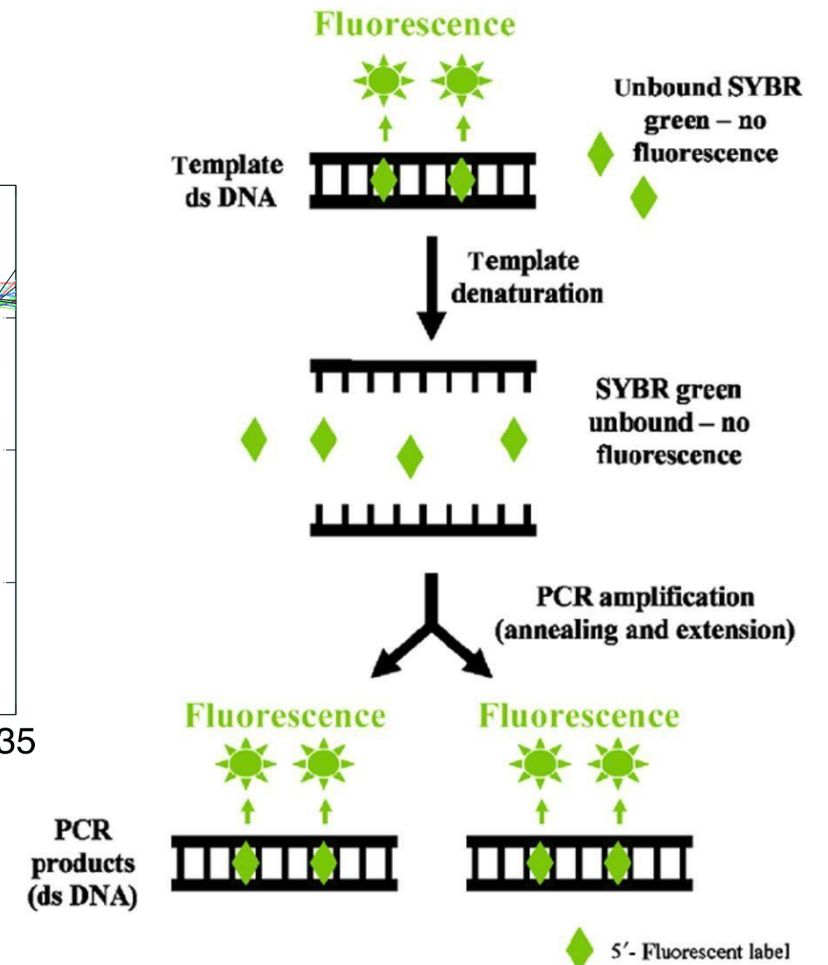 Fluorescence
Unbound SYBR
green – no
fluorescence
Template
ds DNA
Template
denaturation
SYBR green
unbound – no
fluorescence
PCR amplification
(annealing and extension)
35
Fluorescence
Fluorescence
PCR
products
(ds DNA)
5′- Fluorescent label